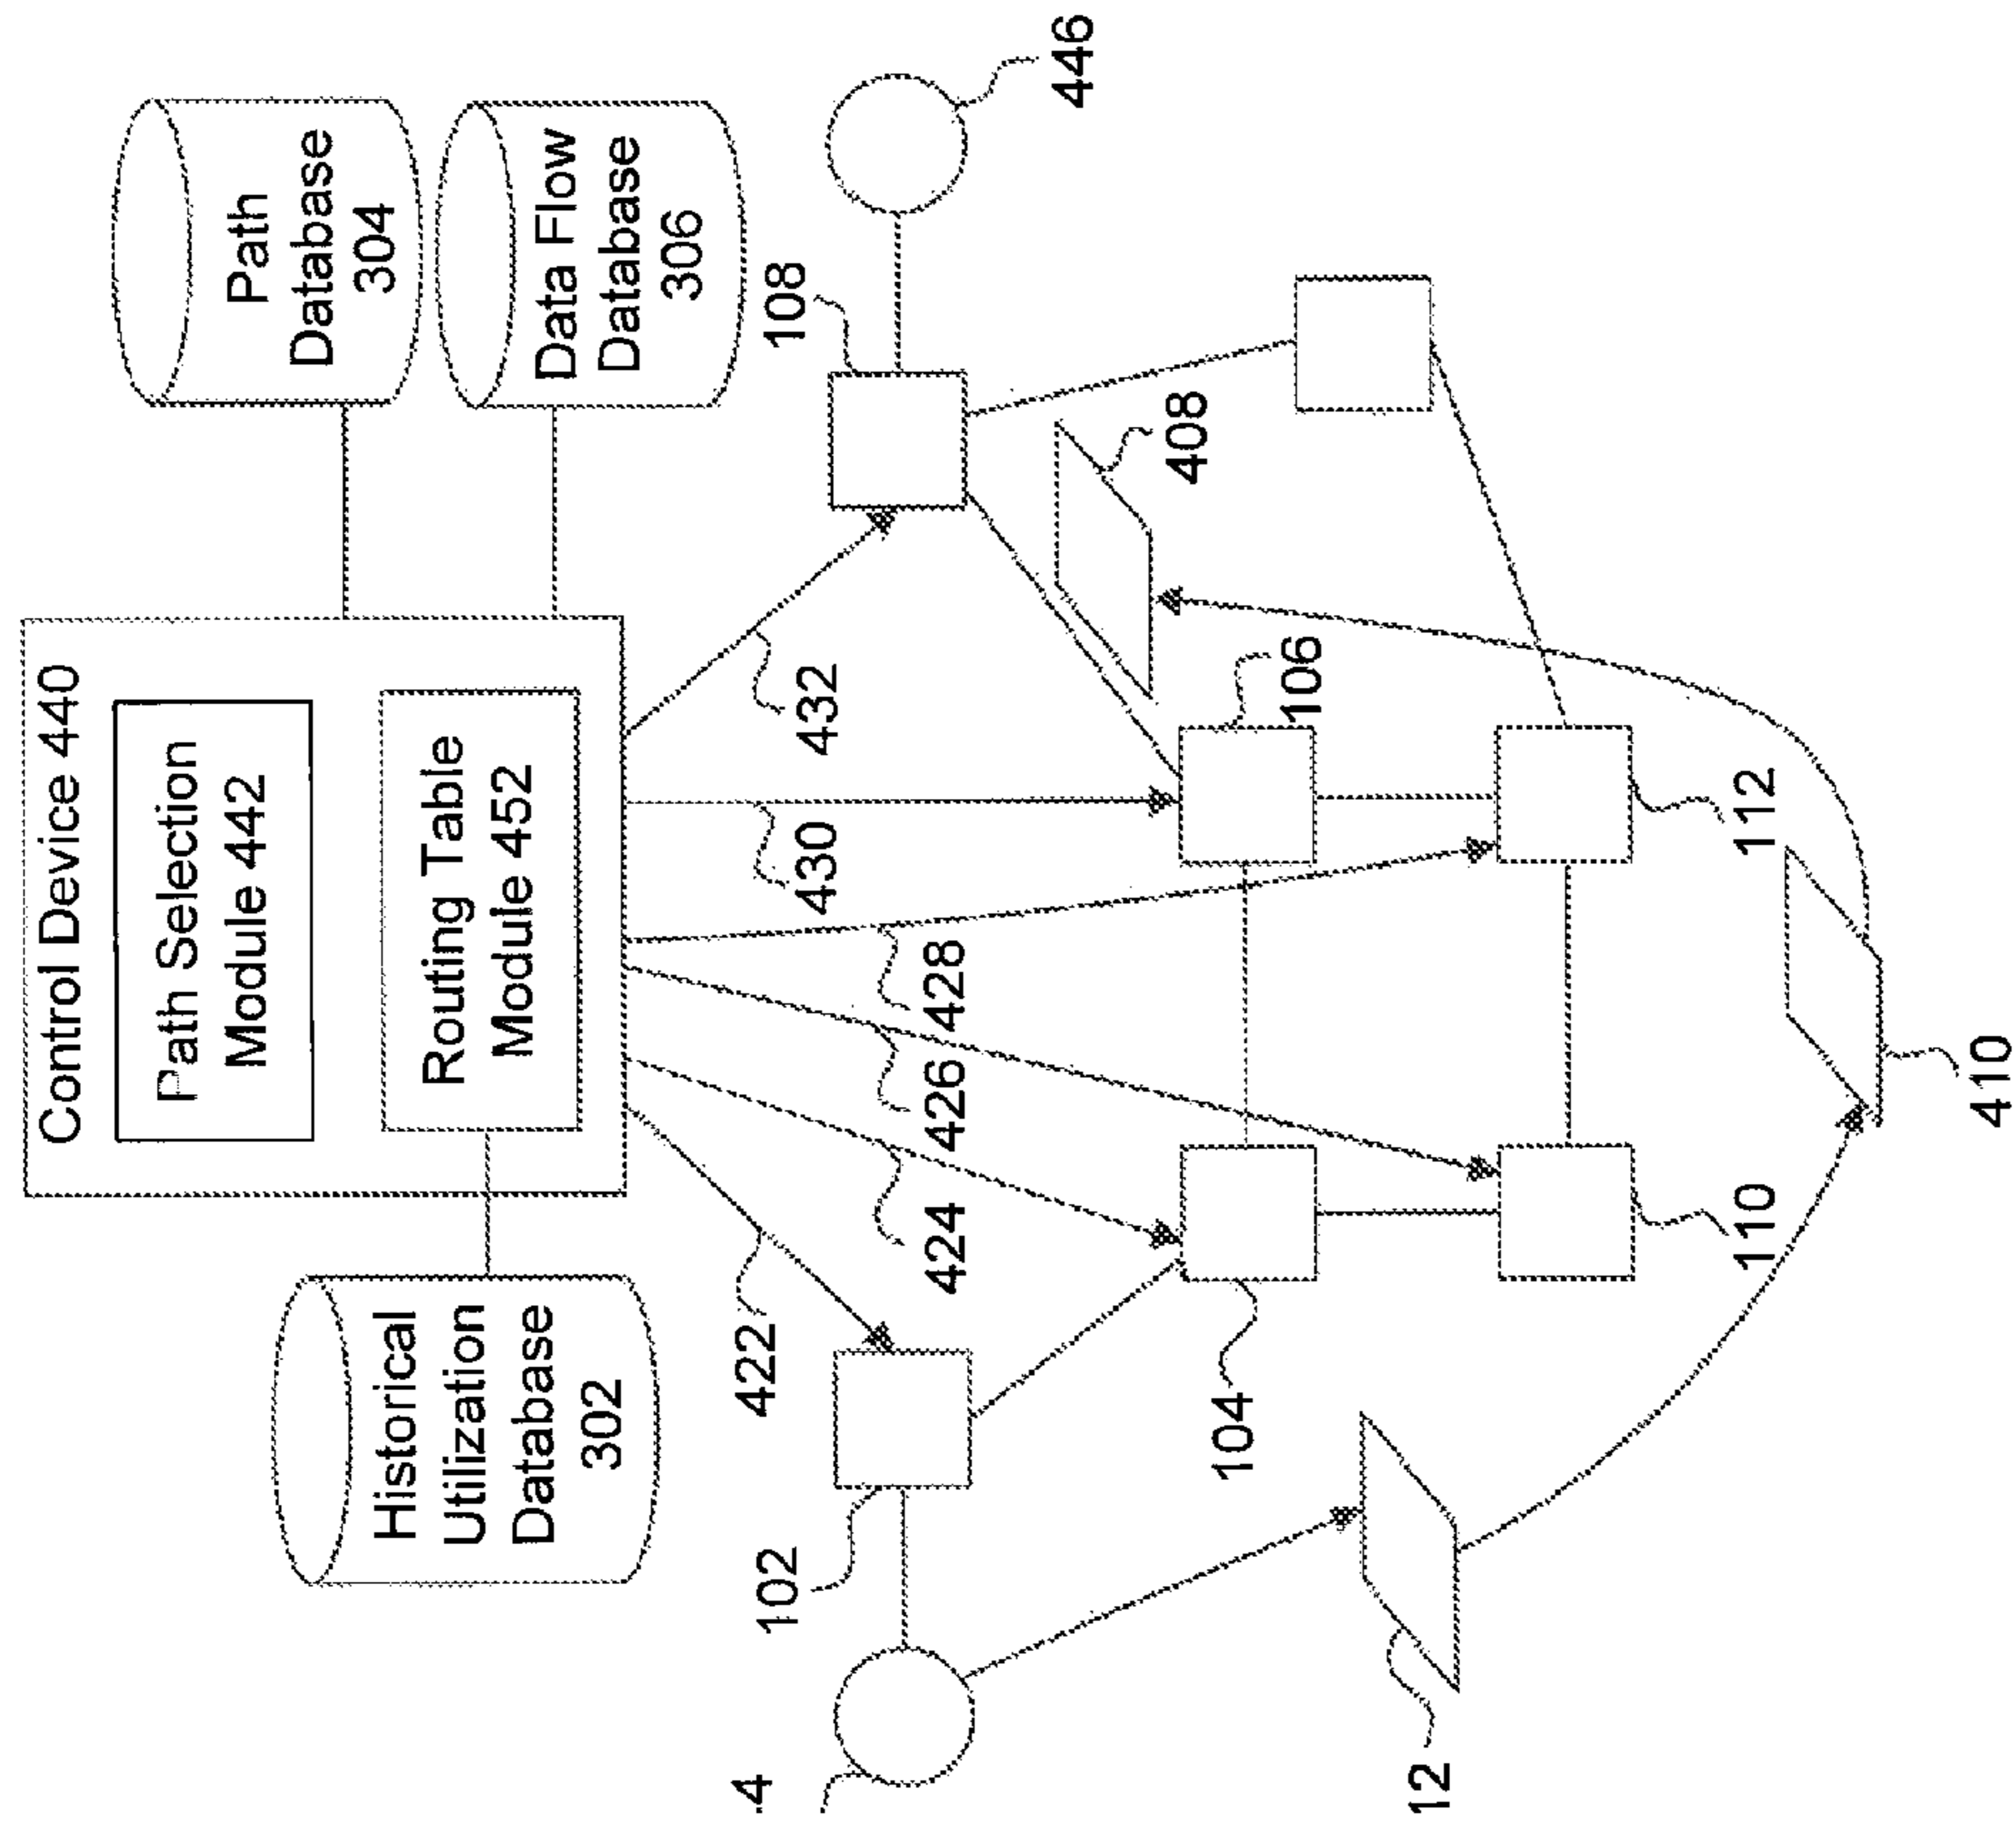 Control Device 440
Path Selection
Module 442
Routing Table
Module 452
Historical
Utilization
Database
302
Path
Database
304
Data Flow
Database
306
422
424
426
428
430
432
102
108
446
4
104
106
408
12
110
112
410